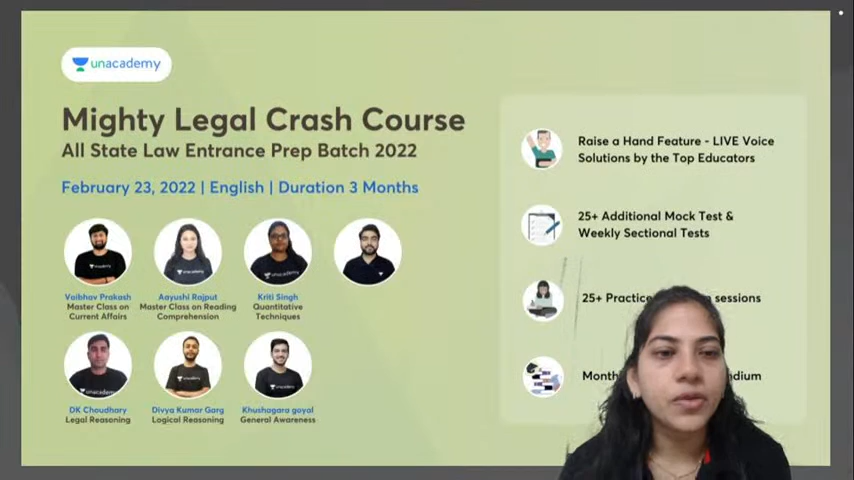 unacademy
Mighty Legal Crash Course
All State Law Entrance Prep Batch 2022
February 23, 2022 | English | Duration 3 Months
Vaibhav Prakash
Master Class on
Current Affairs
Aayushi Rajput
Master Class on Reading
Comprehension
Kriti Singh
Quantitative
Techniques
DK Choudhary
Legal Reasoning
Divya Kumar Garg
Logical Reasoning
Khushagara goyal
General Awareness
Raise a Hand Feature - LIVE Voice
Solutions by the Top Educators
25+ Additional Mock Test &
Weekly Sectional Tests
25+ Practice sessions